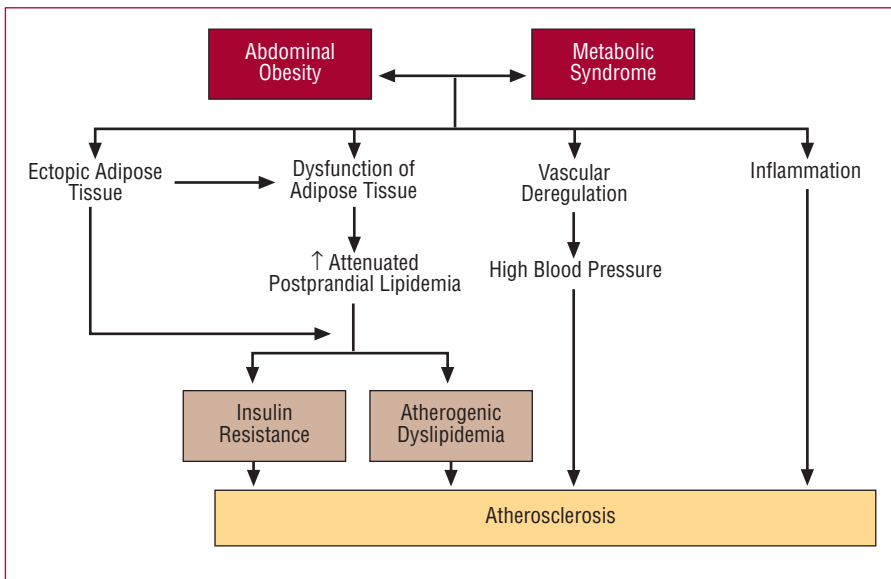 Abdominal
Obesity
Metabolic
Syndrome
Ectopic Adipose
Tissue
Dysfunction of
Adipose Tissue
Vascular
Deregulation
Inflammation
↑ Attenuated
Postprandial Lipidemia
High Blood Pressure
Insulin
Resistance
Atherogenic
Dyslipidemia
Atherosclerosis